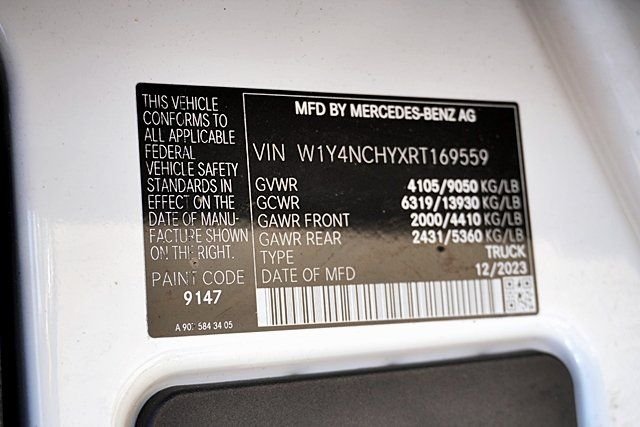 THIS VEHICLE
CONFORMS TO
ALL APPLICABLE
FEDERAL
VEHICLE SAFETY
STANDARDS IN
EFFECT ON THE
DATE OF MANU-
FACTURE SHOWN
ON THE RIGHT.
PAINT CODE
9147
A 907 584 34 05
MFD BY MERCEDES-BENZ AG
VIN W1Y4NCHYXRT169559
GVWR 4105/9050 KG/LB
GCWR 6319/13930 KG/LB
GAWR FRONT 2000/4410 KG/LB
GAWR REAR 2431/5360 KG/LB
TYPE TRUCK
DATE OF MFD 12/2023